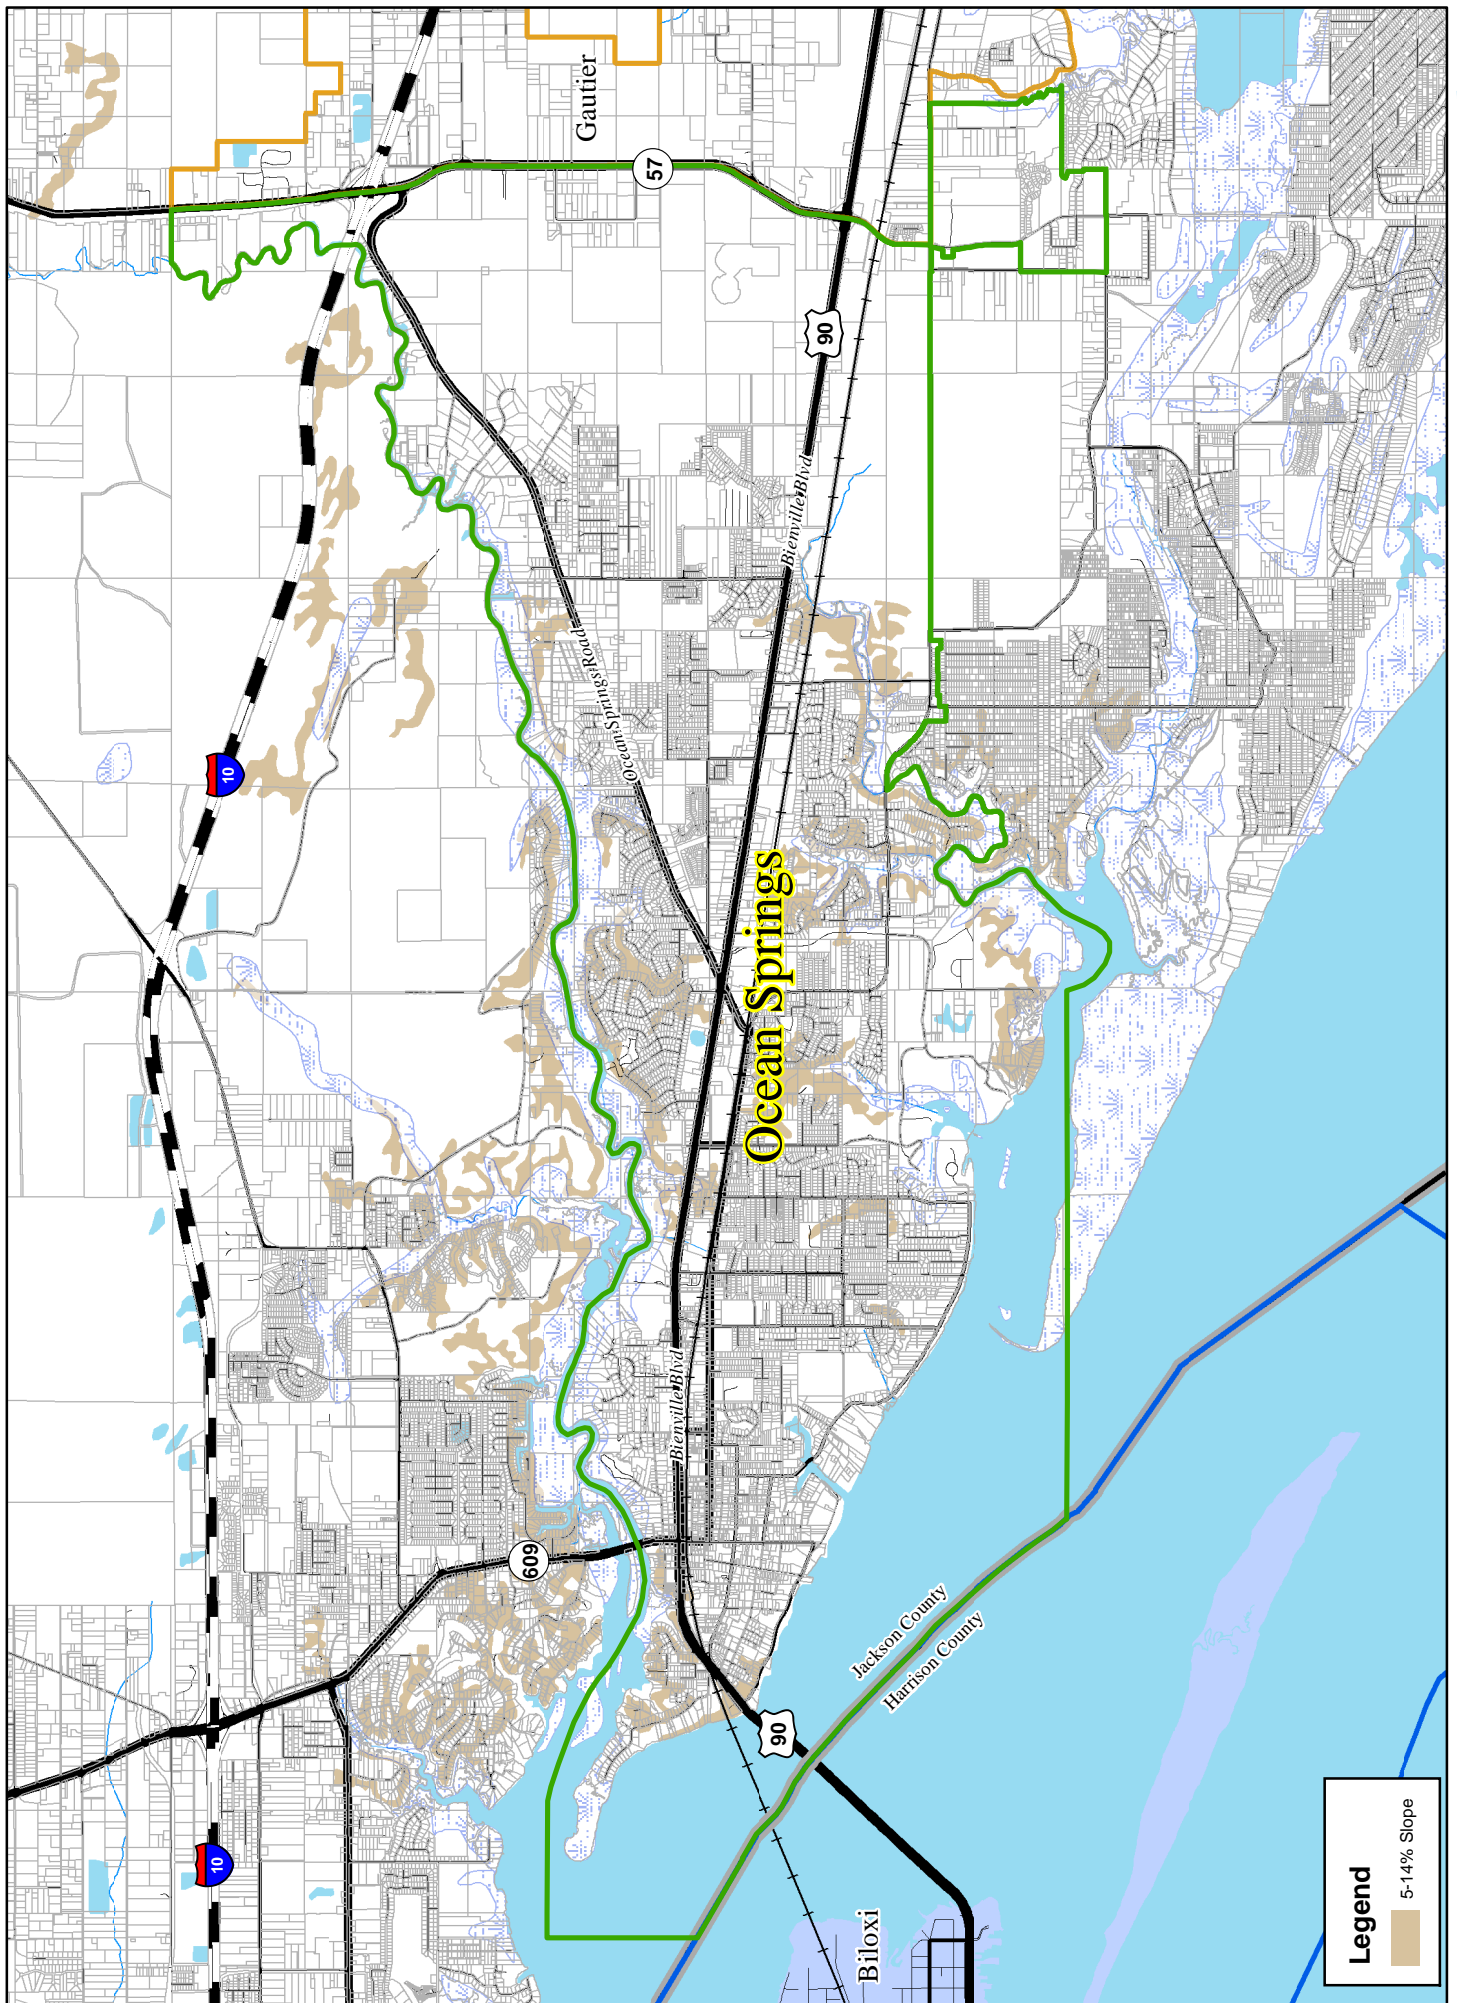 Gautier
57
90
10
Bienville Blvd
Ocean Springs Road
Ocean Springs
Bienville Blvd
609
90
Jackson County
Harrison County
10
Biloxi
Legend
5-14% Slope